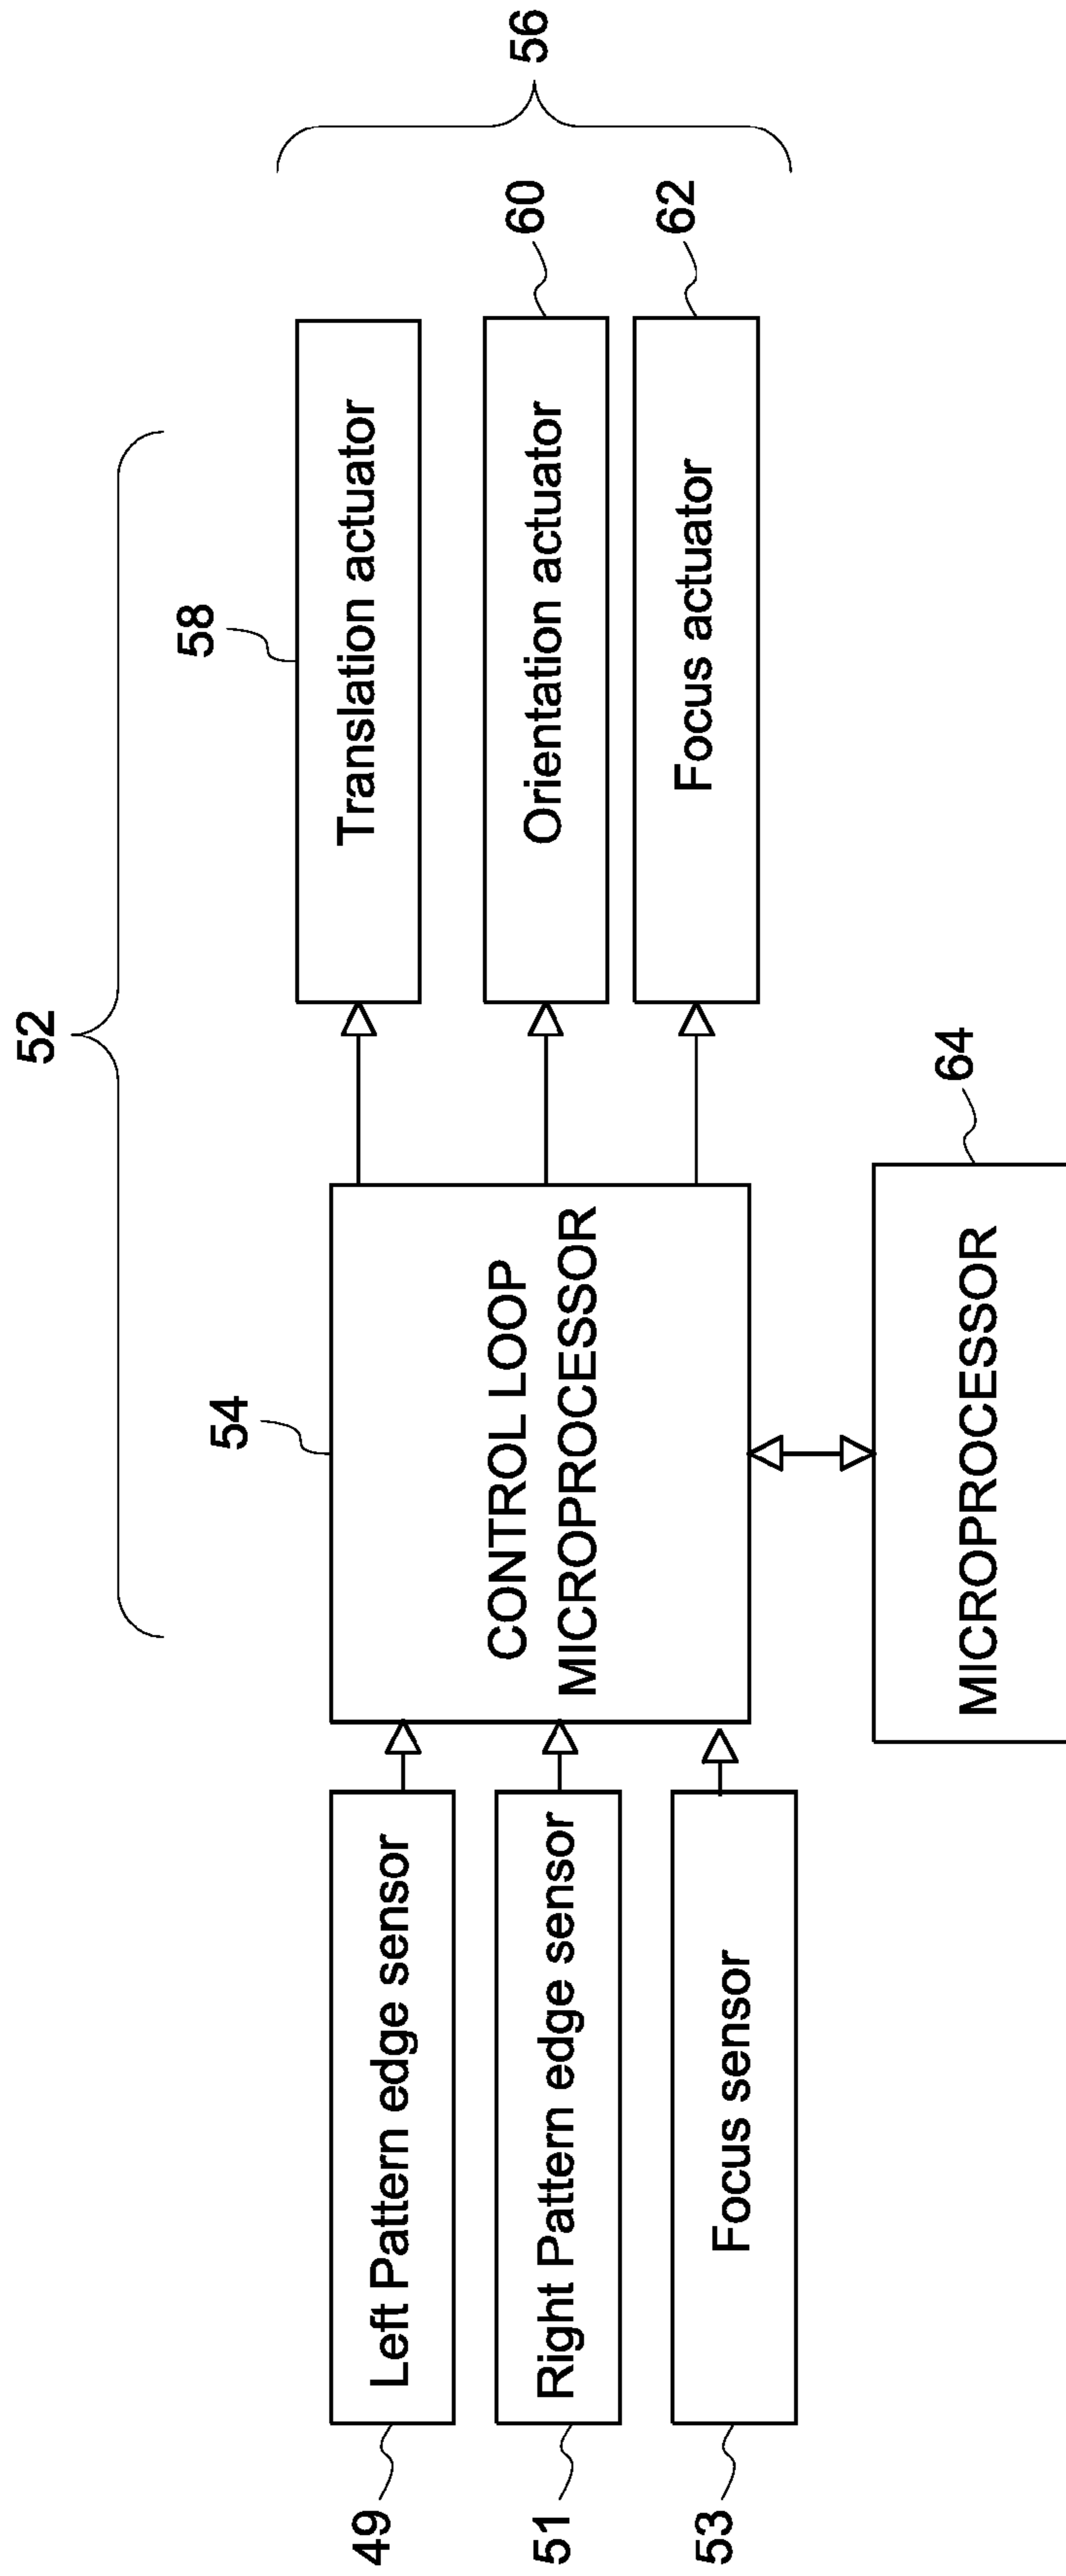 52
56
58
Translation actuator
60
Orientation actuator
62
Focus actuator
54
CONTROL LOOP
MICROPROCESSOR
64
MICROPROCESSOR
49
Left Pattern edge sensor
51
Right Pattern edge sensor
53
Focus sensor